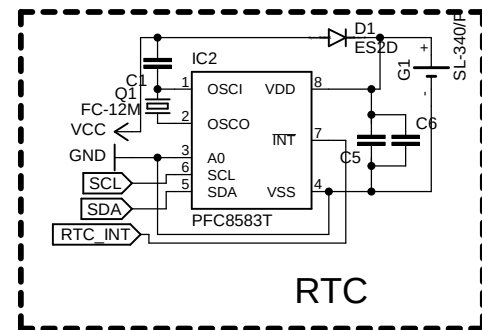 D1
ES2D
+
G1
SL-340/P
-
IC2
C1
Q1
FC-12M
1 OSCI VDD 8
VCC
2 OSCO
INT 7
GND
3 A0
C5
C6
SCL
6 SCL
SDA
5 SDA VSS 4
RTC_INT
PFC8583T
RTC